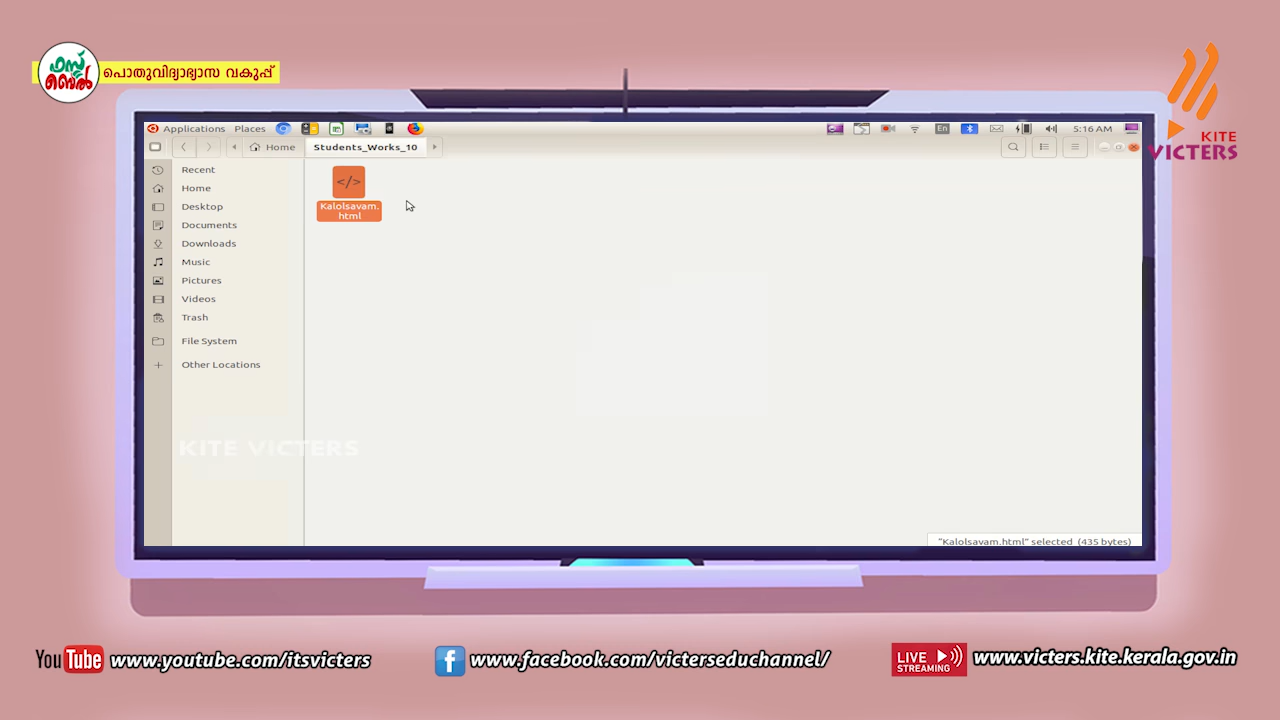 ഫസ്റ്റ്
ബെൽ
പൊതുവിദ്യാഭ്യാസ വകുപ്പ്
KITE
VICTERS
Applications Places En 5:16 AM
Home Students_Works_10
Recent
Home
Desktop
Documents
Downloads
Music
Pictures
Videos
Trash
File System
Other Locations
Kalolsavam.
html
KITE VICTERS
"Kalolsavam.html" selected (435 bytes)
YouTube www.youtube.com/itsvicters
f www.facebook.com/victerseduchannel/
LIVE
STREAMING
www.victers.kite.kerala.gov.in